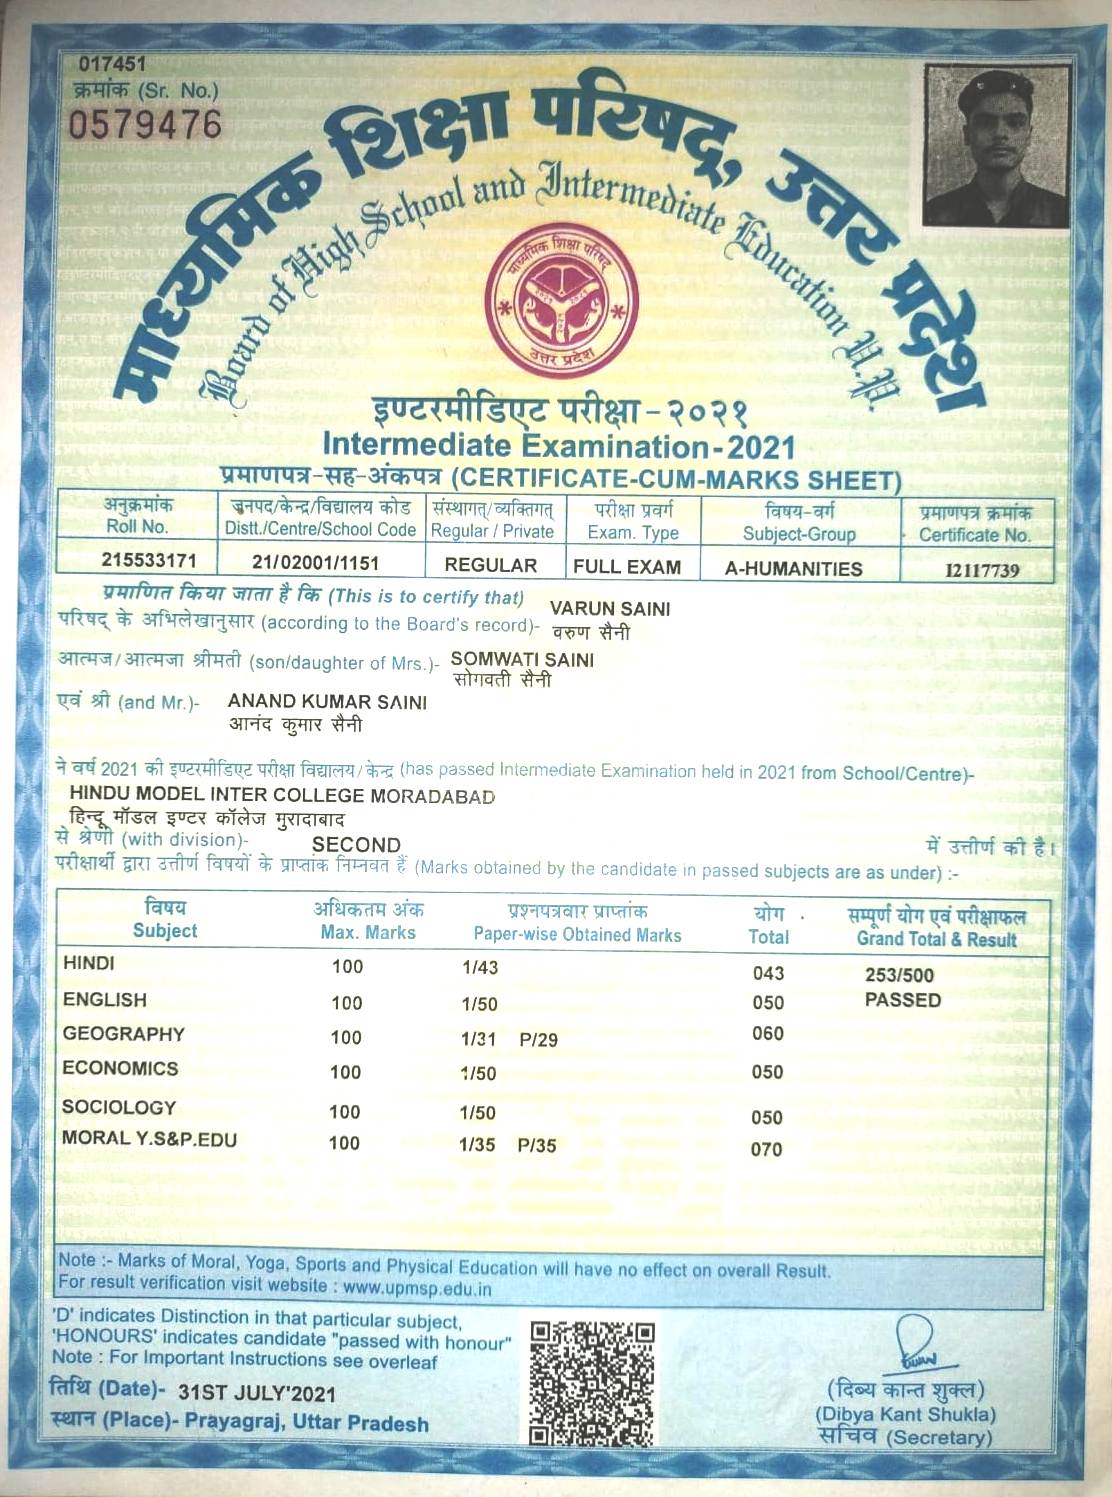 017451
क्रमांक (Sr. No.)
0579476
माध्यमिक शिक्षा परिषद्, उत्तर प्रदेश
Board of High School and Intermediate Education U.P.
माध्यमिक शिक्षा परिषद
उत्तर प्रदेश
इण्टरमीडिएट परीक्षा-२०२१
Intermediate Examination-2021
प्रमाणपत्र-सह-अंकपत्र (CERTIFICATE-CUM-MARKS SHEET)
अनुक्रमांक जनपद/केन्द्र/विद्यालय कोड संस्थागत्/व्यक्तिगत् परीक्षा प्रवर्ग विषय-वर्ग प्रमाणपत्र क्रमांक
Roll No. Distt./Centre/School Code Regular / Private Exam. Type Subject-Group Certificate No.
215533171 21/02001/1151 REGULAR FULL EXAM A-HUMANITIES I2117739
प्रमाणित किया जाता है कि (This is to certify that) VARUN SAINI
परिषद् के अभिलेखानुसार (according to the Board's record)- वरुण सैनी
आत्मज/आत्मजा श्रीमती (son/daughter of Mrs.)- SOMWATI SAINI
सोगवती सैनी
एवं श्री (and Mr.)- ANAND KUMAR SAINI
आनंद कुमार सैनी
ने वर्ष 2021 की इण्टरमीडिएट परीक्षा विद्यालय/केन्द्र (has passed Intermediate Examination held in 2021 from School/Centre)-
HINDU MODEL INTER COLLEGE MORADABAD
हिन्दू मॉडल इण्टर कॉलेज मुरादाबाद
से श्रेणी (with division)- SECOND में उत्तीर्ण की है।
परीक्षार्थी द्वारा उत्तीर्ण विषयों के प्राप्तांक निम्नवत हैं (Marks obtained by the candidate in passed subjects are as under) :-
विषय अधिकतम अंक प्रश्नपत्रवार प्राप्तांक योग सम्पूर्ण योग एवं परीक्षाफल
Subject Max. Marks Paper-wise Obtained Marks Total Grand Total & Result
HINDI 100 1/43 043 253/500
ENGLISH 100 1/50 050 PASSED
GEOGRAPHY 100 1/31 P/29 060
ECONOMICS 100 1/50 050
SOCIOLOGY 100 1/50 050
MORAL Y.S&P.EDU 100 1/35 P/35 070
Note :- Marks of Moral, Yoga, Sports and Physical Education will have no effect on overall Result.
For result verification visit website : www.upmsp.edu.in
'D' indicates Distinction in that particular subject,
'HONOURS' indicates candidate "passed with honour"
Note : For Important Instructions see overleaf
तिथि (Date)- 31ST JULY'2021
स्थान (Place)- Prayagraj, Uttar Pradesh
(दिब्य कान्त शुक्ल)
(Dibya Kant Shukla)
सचिव (Secretary)